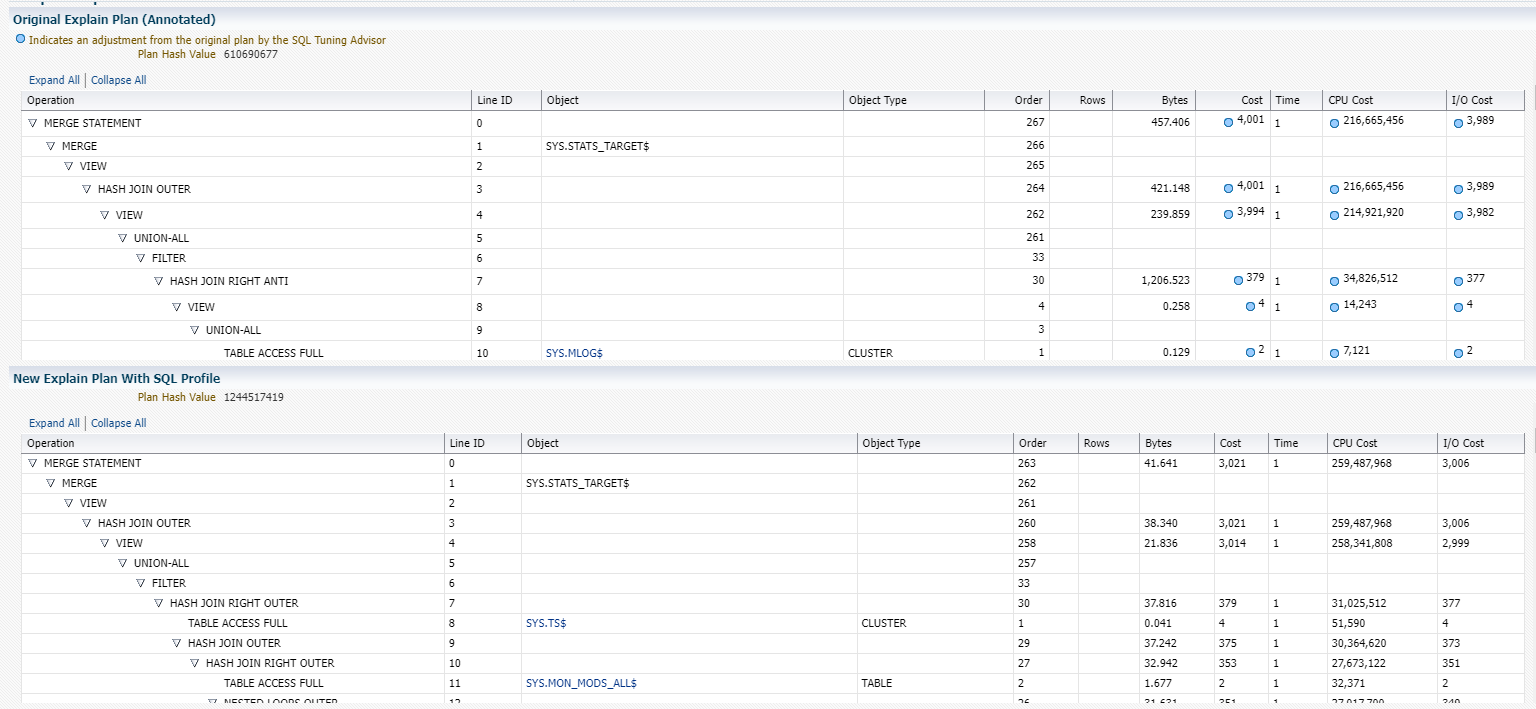 Original Explain Plan (Annotated)
Indicates an adjustment from the original plan by the SQL Tuning Advisor
Plan Hash Value 610690677
Expand All | Collapse All
Operation Line ID Object Object Type Order Rows Bytes Cost Time CPU Cost I/O Cost
MERGE STATEMENT 0 267 457.406 4,001 1 216,665,456 3,989
MERGE 1 SYS.STATS_TARGET$ 266
VIEW 2 265
HASH JOIN OUTER 3 264 421.148 4,001 1 216,665,456 3,989
VIEW 4 262 239.859 3,994 1 214,921,920 3,982
UNION-ALL 5 261
FILTER 6 33
HASH JOIN RIGHT ANTI 7 30 1,206.523 379 1 34,826,512 377
VIEW 8 4 0.258 4 1 14,243 4
UNION-ALL 9 3
TABLE ACCESS FULL 10 SYS.MLOG$ CLUSTER 1 0.129 2 1 7,121 2
New Explain Plan With SQL Profile
Plan Hash Value 1244517419
Expand All | Collapse All
Operation Line ID Object Object Type Order Rows Bytes Cost Time CPU Cost I/O Cost
MERGE STATEMENT 0 263 41.641 3,021 1 259,487,968 3,006
MERGE 1 SYS.STATS_TARGET$ 262
VIEW 2 261
HASH JOIN OUTER 3 260 38.340 3,021 1 259,487,968 3,006
VIEW 4 258 21.836 3,014 1 258,341,808 2,999
UNION-ALL 5 257
FILTER 6 33
HASH JOIN RIGHT OUTER 7 30 37.816 379 1 31,025,512 377
TABLE ACCESS FULL 8 SYS.TS$ CLUSTER 1 0.041 4 1 51,590 4
HASH JOIN OUTER 9 29 37.242 375 1 30,364,620 373
HASH JOIN RIGHT OUTER 10 27 32.942 353 1 27,673,122 351
TABLE ACCESS FULL 11 SYS.MON_MODS_ALL$ TABLE 2 1.677 2 1 32,371 2
NESTED LOOPS OUTER 12 26